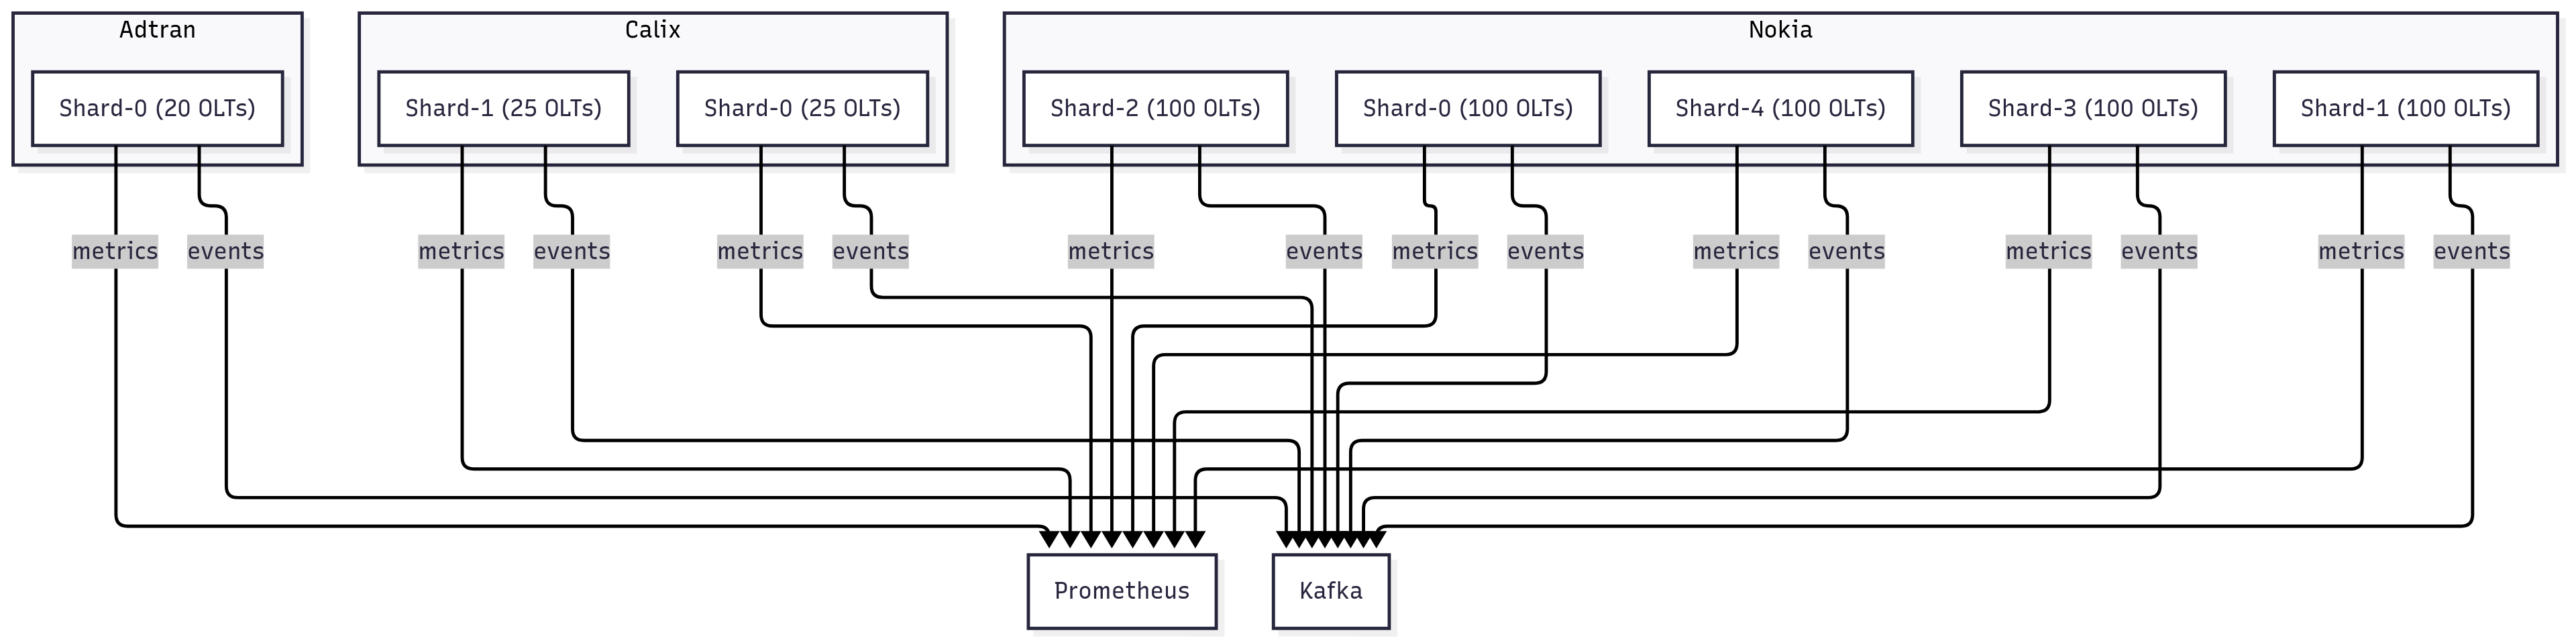 Adtran
Calix
Nokia
Shard-0 (20 OLTs)
Shard-1 (25 OLTs)
Shard-0 (25 OLTs)
Shard-2 (100 OLTs)
Shard-0 (100 OLTs)
Shard-4 (100 OLTs)
Shard-3 (100 OLTs)
Shard-1 (100 OLTs)
metrics
events
metrics
events
metrics
events
metrics
events
metrics
events
metrics
events
metrics
events
metrics
events
Prometheus
Kafka